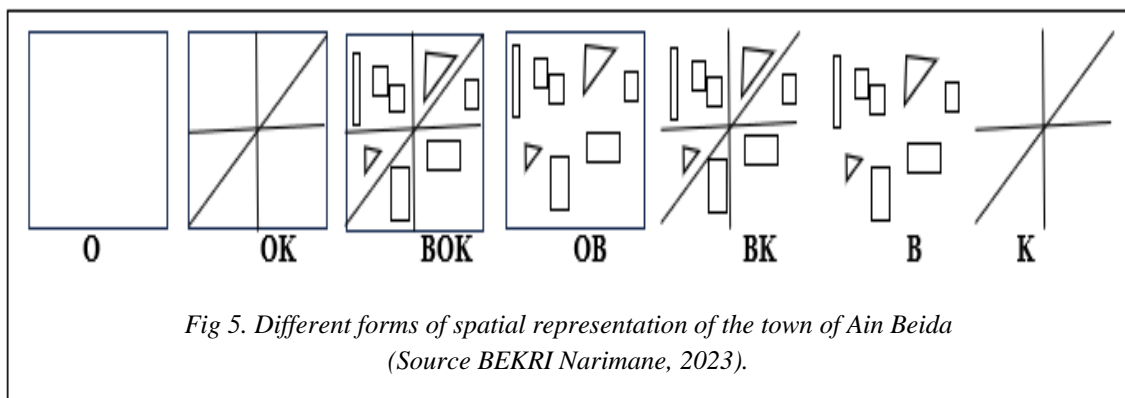 O OK BOK OB BK B K
Fig 5. Different forms of spatial representation of the town of Ain Beida
(Source BEKRI Narimane, 2023).